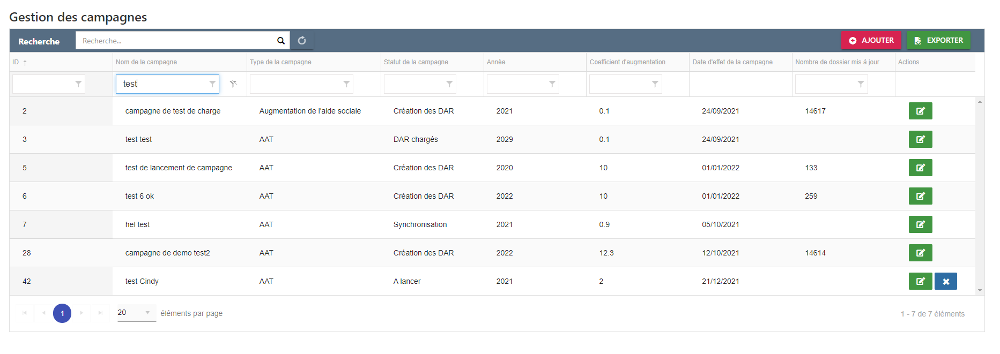 Gestion des campagnes
Recherche Recherche... AJOUTER EXPORTER
ID Nom de la campagne Type de la campagne Statut de la campagne Année Coefficient d'augmentation Date d'effet de la campagne Nombre de dossier mis à jour Actions
test
2 campagne de test de charge Augmentation de l'aide sociale Création des DAR 2021 0.1 24/09/2021 14617
3 test test AAT DAR chargés 2029 0.1 24/09/2021
5 test de lancement de campagne AAT Création des DAR 2020 10 01/01/2022 133
6 test 6 ok AAT Création des DAR 2022 10 01/01/2022 259
7 hel test AAT Synchronisation 2021 0.9 05/10/2021
28 campagne de demo test2 AAT Création des DAR 2022 12.3 12/10/2021 14614
42 test Cindy AAT A lancer 2021 2 21/12/2021
1 20 éléments par page 1 - 7 de 7 éléments